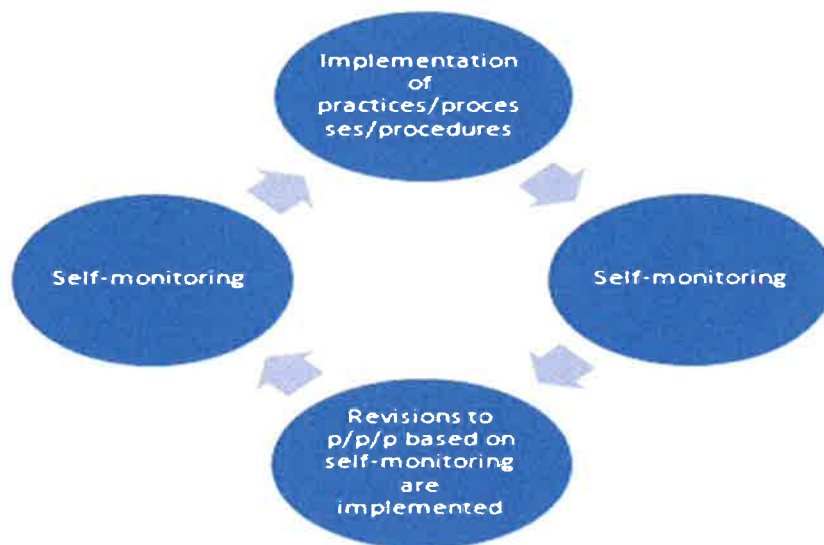 Implementation
of
practices/proces
ses/procedures
Self-monitoring
Self-monitoring
Revisions to
p/p/p based on
self-monitoring
are
implemented